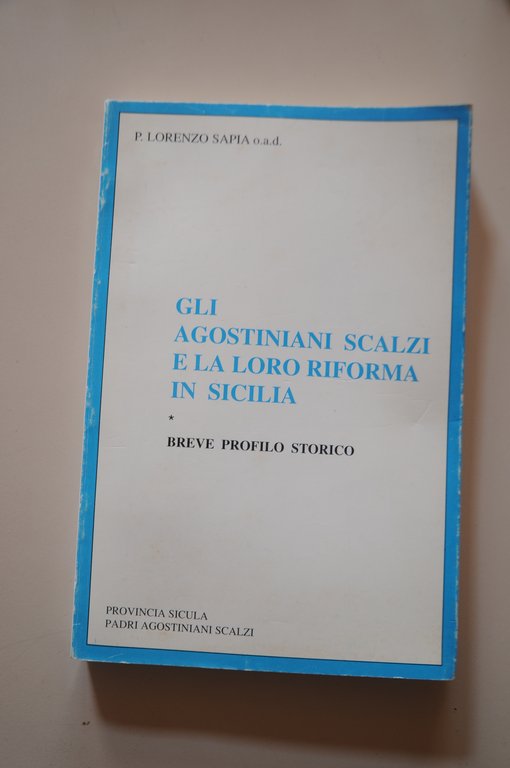 P. LORENZO SAPIA o.a.d.
GLI
AGOSTINIANI SCALZI
E LA LORO RIFORMA
IN SICILIA
*
BREVE PROFILO STORICO
PROVINCIA SICULA
PADRI AGOSTINIANI SCALZI